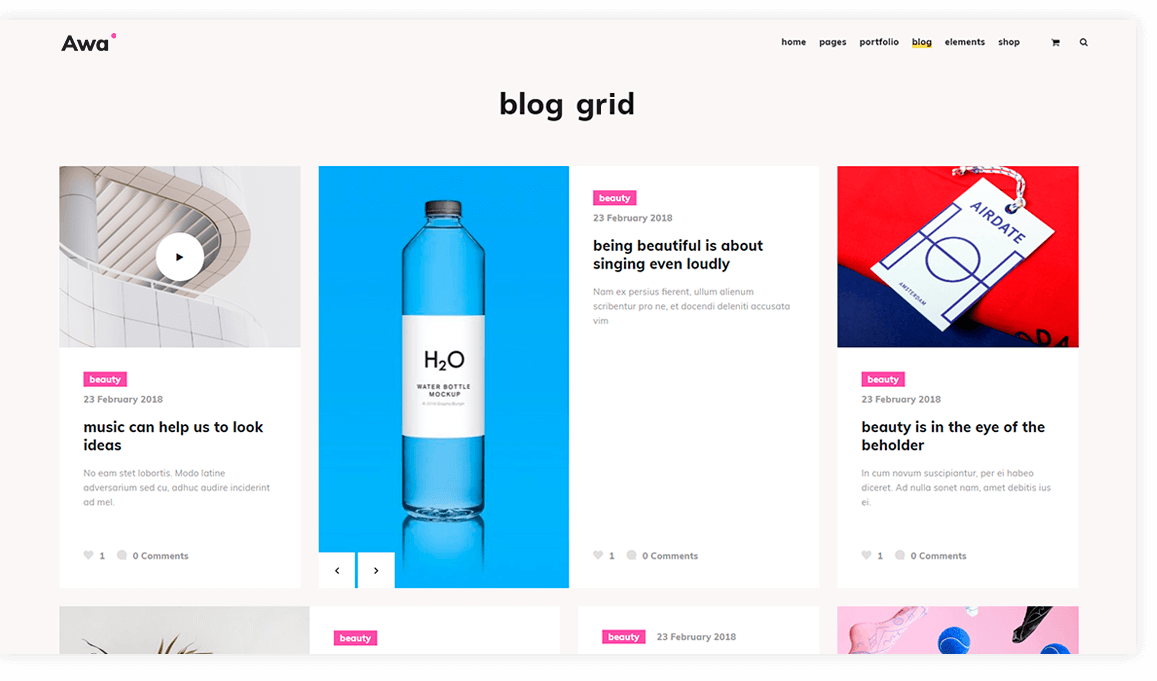 Awa
home pages portfolio blog elements shop
blog grid
beauty
23 February 2018
music can help us to look
ideas
No eam stet lobortis. Modo latine
adversarium sed cu, adhuc audire inciderint
ad mel.
1 0 Comments
H₂O
WATER BOTTLE
MOCKUP
beauty
23 February 2018
being beautiful is about
singing even loudly
Nam ex persius fierent, ullum alienum
scribentur pro ne, et docendi deleniti accusata
vim
1 0 Comments
AIRDATE
AMSTERDAM
beauty
23 February 2018
beauty is in the eye of the
beholder
In cum novum suscipiantur, per ei habeo
diceret. Ad nulla sonet nam, amet debitis ius
ei.
1 0 Comments
beauty
beauty 23 February 2018